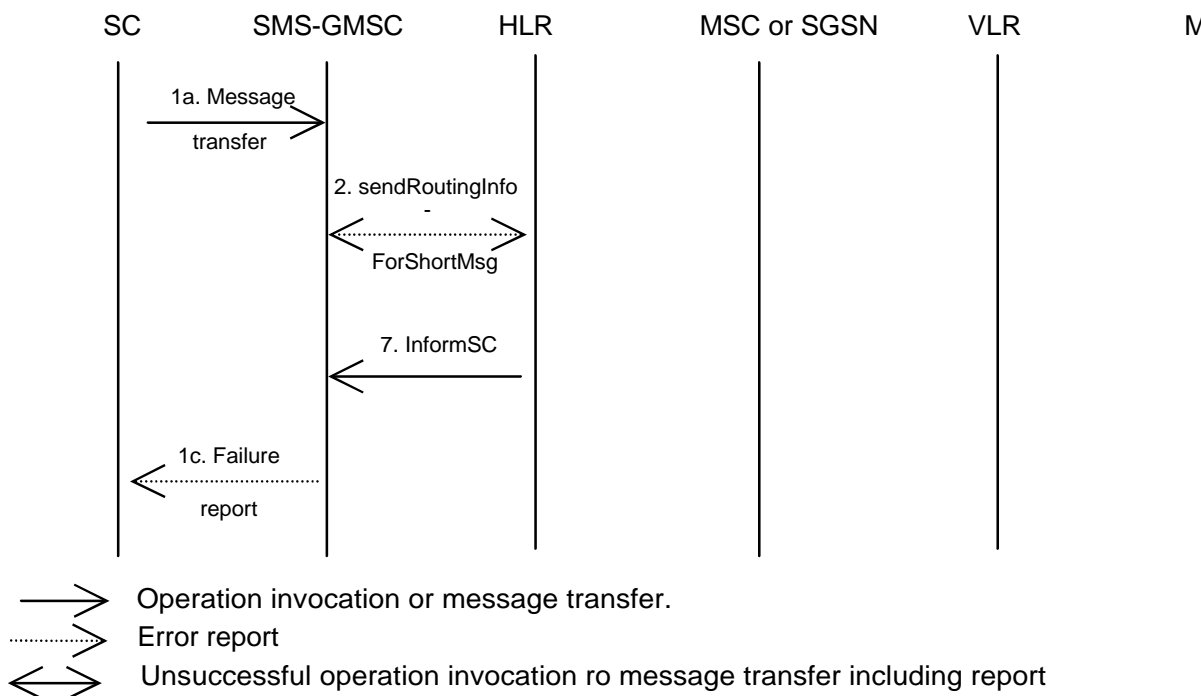 SC SMS-GMSC HLR MSC or SGSN VLR M
1a. Message
transfer
2. sendRoutingInfo
-
ForShortMsg
7. InformSC
1c. Failure
report
Operation invocation or message transfer.
Error report
Unsuccessful operation invocation ro message transfer including report